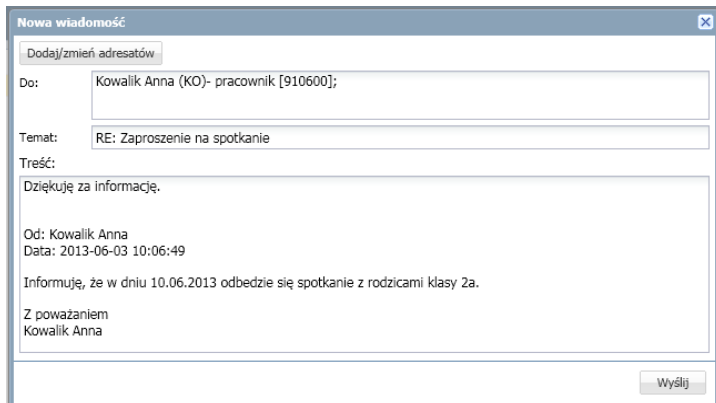 Nowa wiadomość
Dodaj/zmień adresatów
Do: Kowalik Anna (KO)- pracownik [910600];
Temat: RE: Zaproszenie na spotkanie
Treść:
Dziękuję za informację.
Od: Kowalik Anna
Data: 2013-06-03 10:06:49
Informuję, że w dniu 10.06.2013 odbedzie się spotkanie z rodzicami klasy 2a.
Z poważaniem
Kowalik Anna
Wyślij